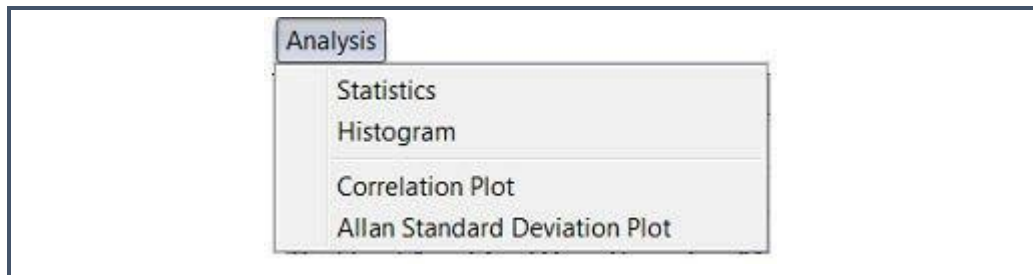 Analysis
Statistics
Histogram
Correlation Plot
Allan Standard Deviation Plot